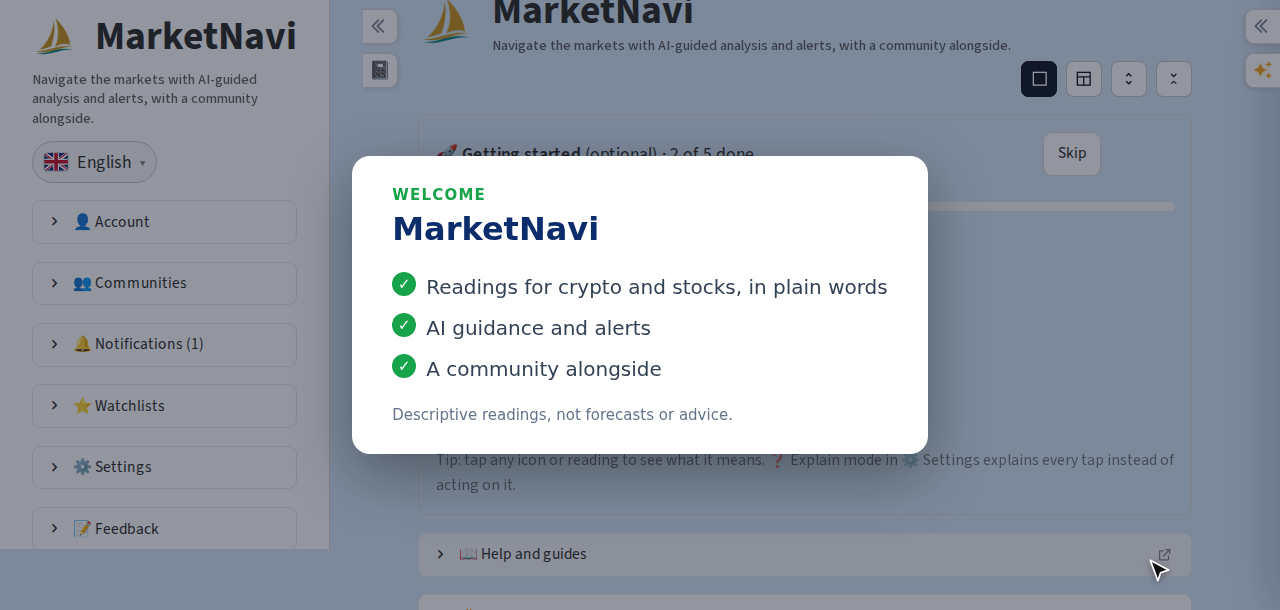 MarketNavi
Navigate the markets with AI-guided
analysis and alerts, with a community
alongside.
English
Account
Communities
Notifications (1)
Watchlists
Settings
Feedback
MarketNavi
Navigate the markets with AI-guided analysis and alerts, with a community alongside.
Getting started (optional) · 2 of 5 done
Skip
WELCOME
MarketNavi
Readings for crypto and stocks, in plain words
AI guidance and alerts
A community alongside
Descriptive readings, not forecasts or advice.
Tip: tap any icon or reading to see what it means. ❓ Explain mode in ⚙️ Settings explains every tap instead of
acting on it.
Help and guides